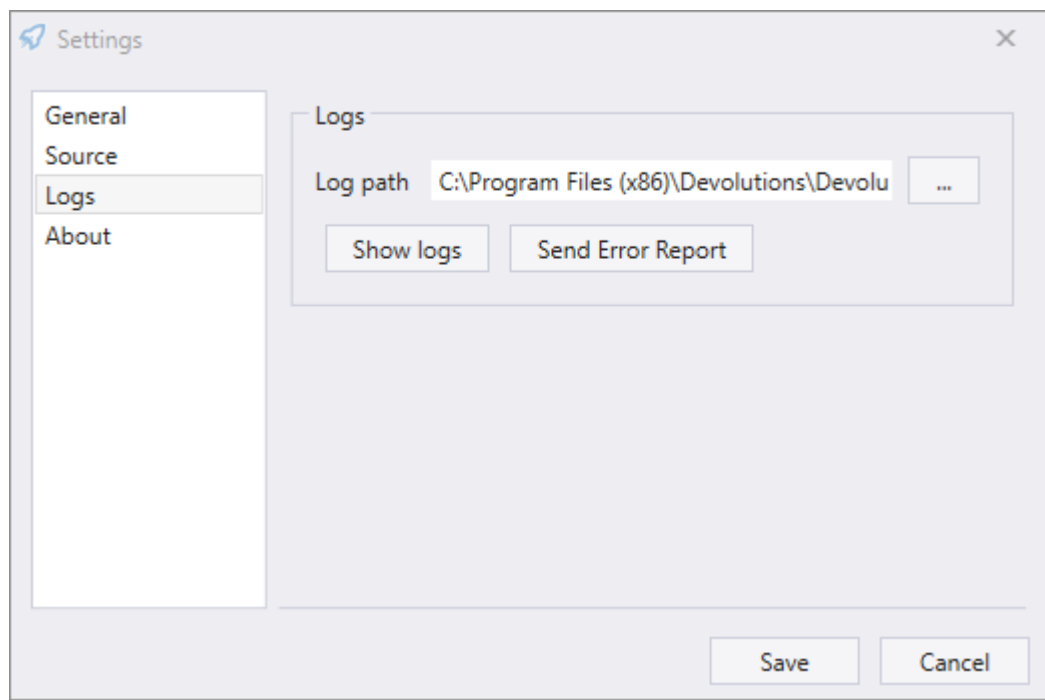 Settings
General
Source
Logs
About
Logs
Log path C:\Program Files (x86)\Devolutions\Devolu ...
Show logs Send Error Report
Save Cancel